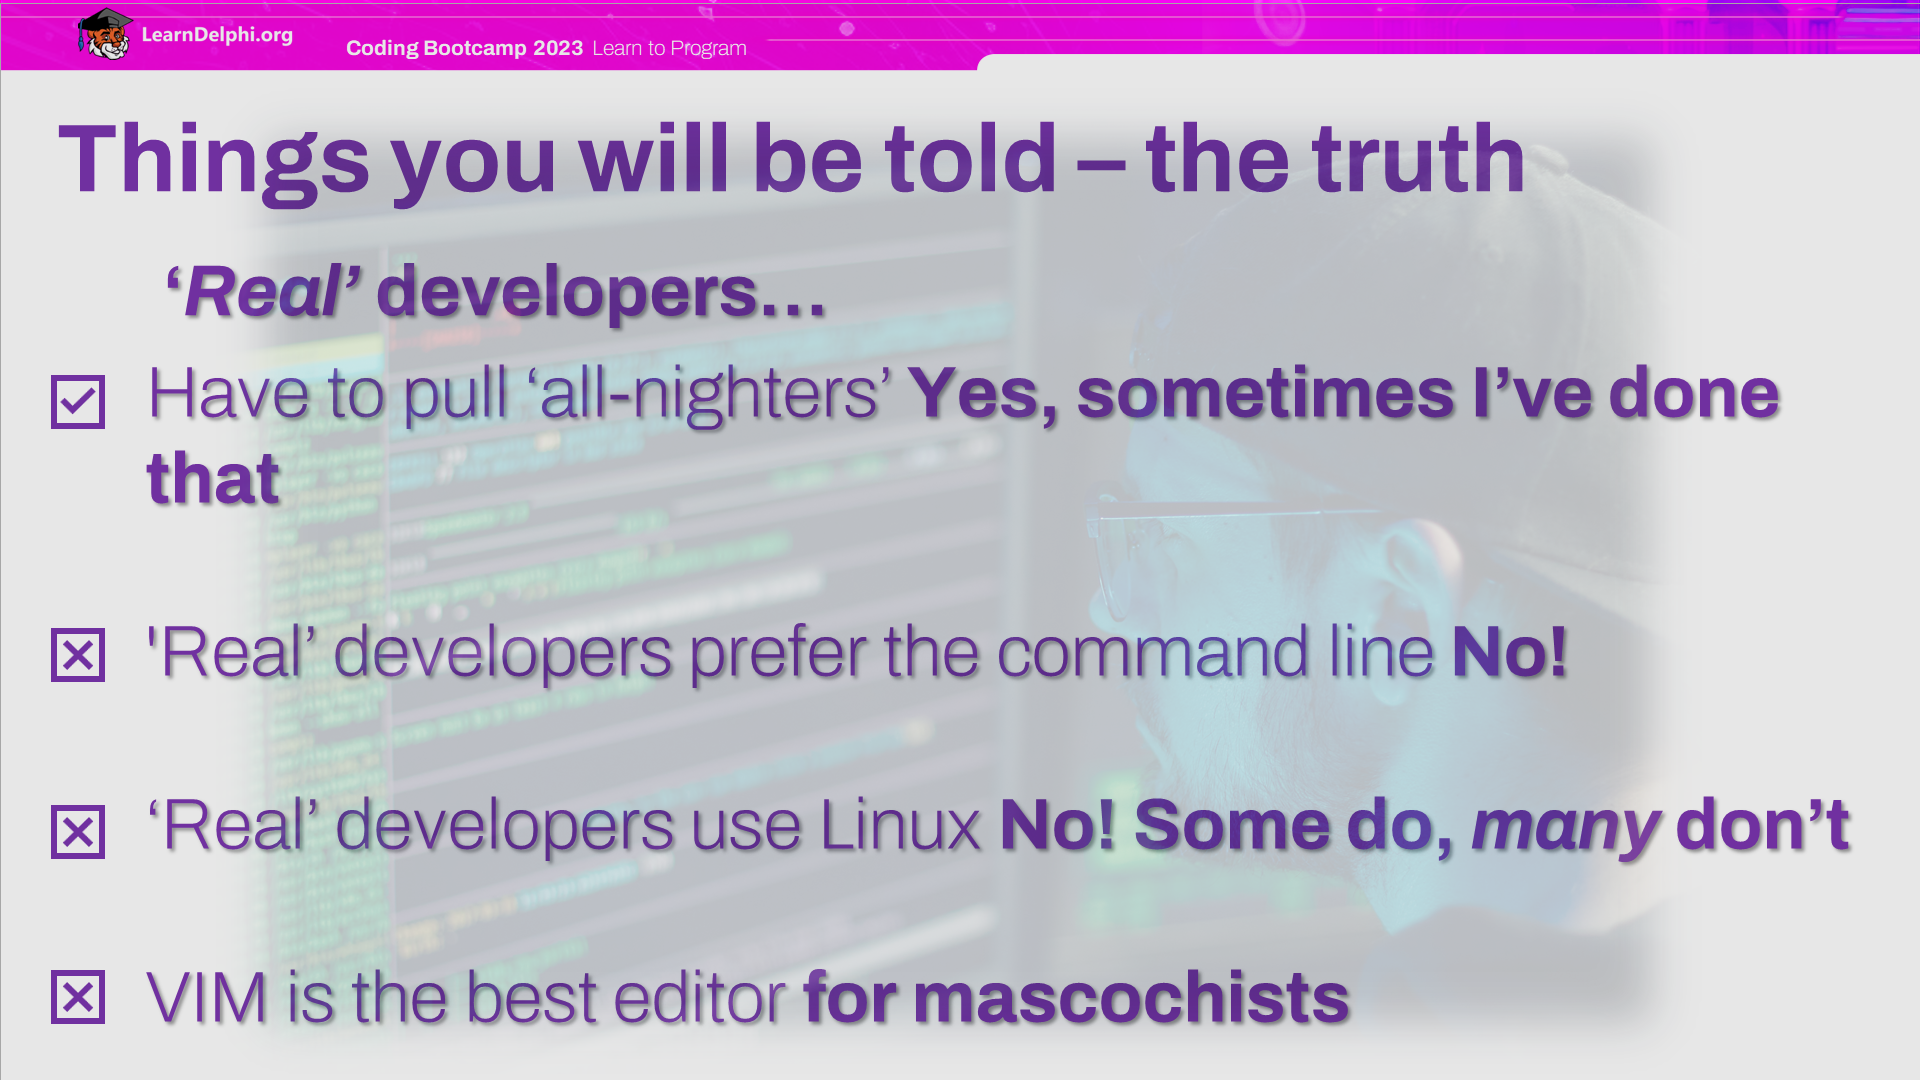 LearnDelphi.org
Coding Bootcamp 2023 Learn to Program
Things you will be told – the truth
‘Real’ developers…
Have to pull ‘all-nighters’ Yes, sometimes I’ve done
that
'Real’ developers prefer the command line No!
‘Real’ developers use Linux No! Some do, many don’t
VIM is the best editor for mascochists